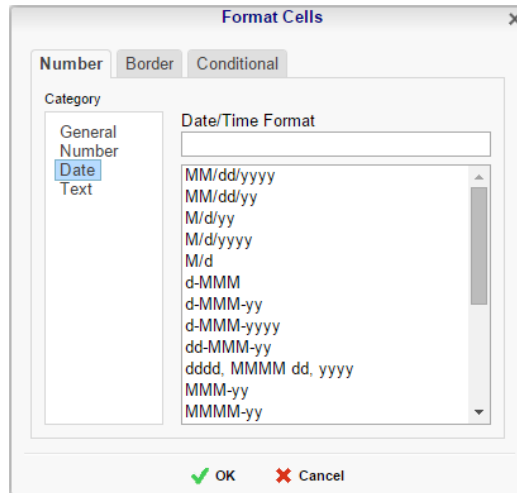 Format Cells
Number Border Conditional
Category
General
Number
Date
Text
Date/Time Format
MM/dd/yyyy
MM/dd/yy
M/d/yy
M/d/yyyy
M/d
d-MMM
d-MMM-yy
d-MMM-yyyy
dd-MMM-yy
dddd, MMMM dd, yyyy
MMM-yy
MMMM-yy
OK Cancel